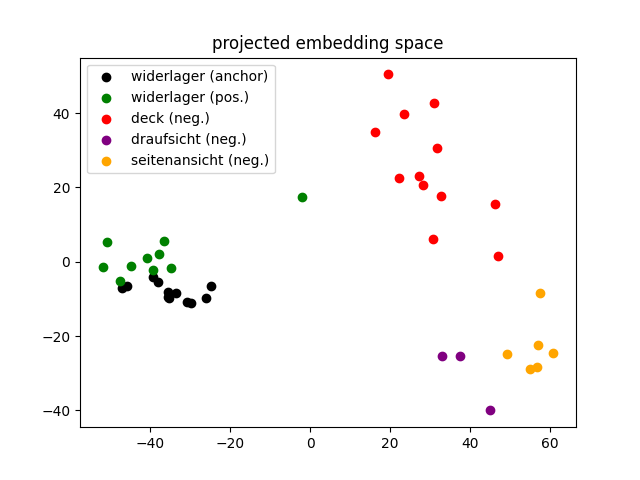 projected embedding space
widerlager (anchor)
widerlager (pos.)
deck (neg.)
draufsicht (neg.)
seitenansicht (neg.)
40
20
0
−20
−40
−40 −20 0 20 40 60